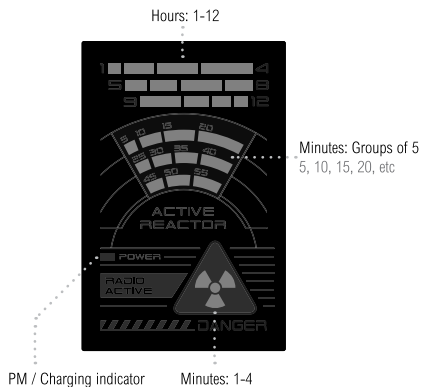 Hours: 1-12
1 4
5 8
9 12
5 10 15 20
25 30 35 40
45 50 55
Minutes: Groups of 5
5, 10, 15, 20, etc
ACTIVE
REACTOR
POWER
RADIO
ACTIVE
DANGER
PM / Charging indicator
Minutes: 1-4